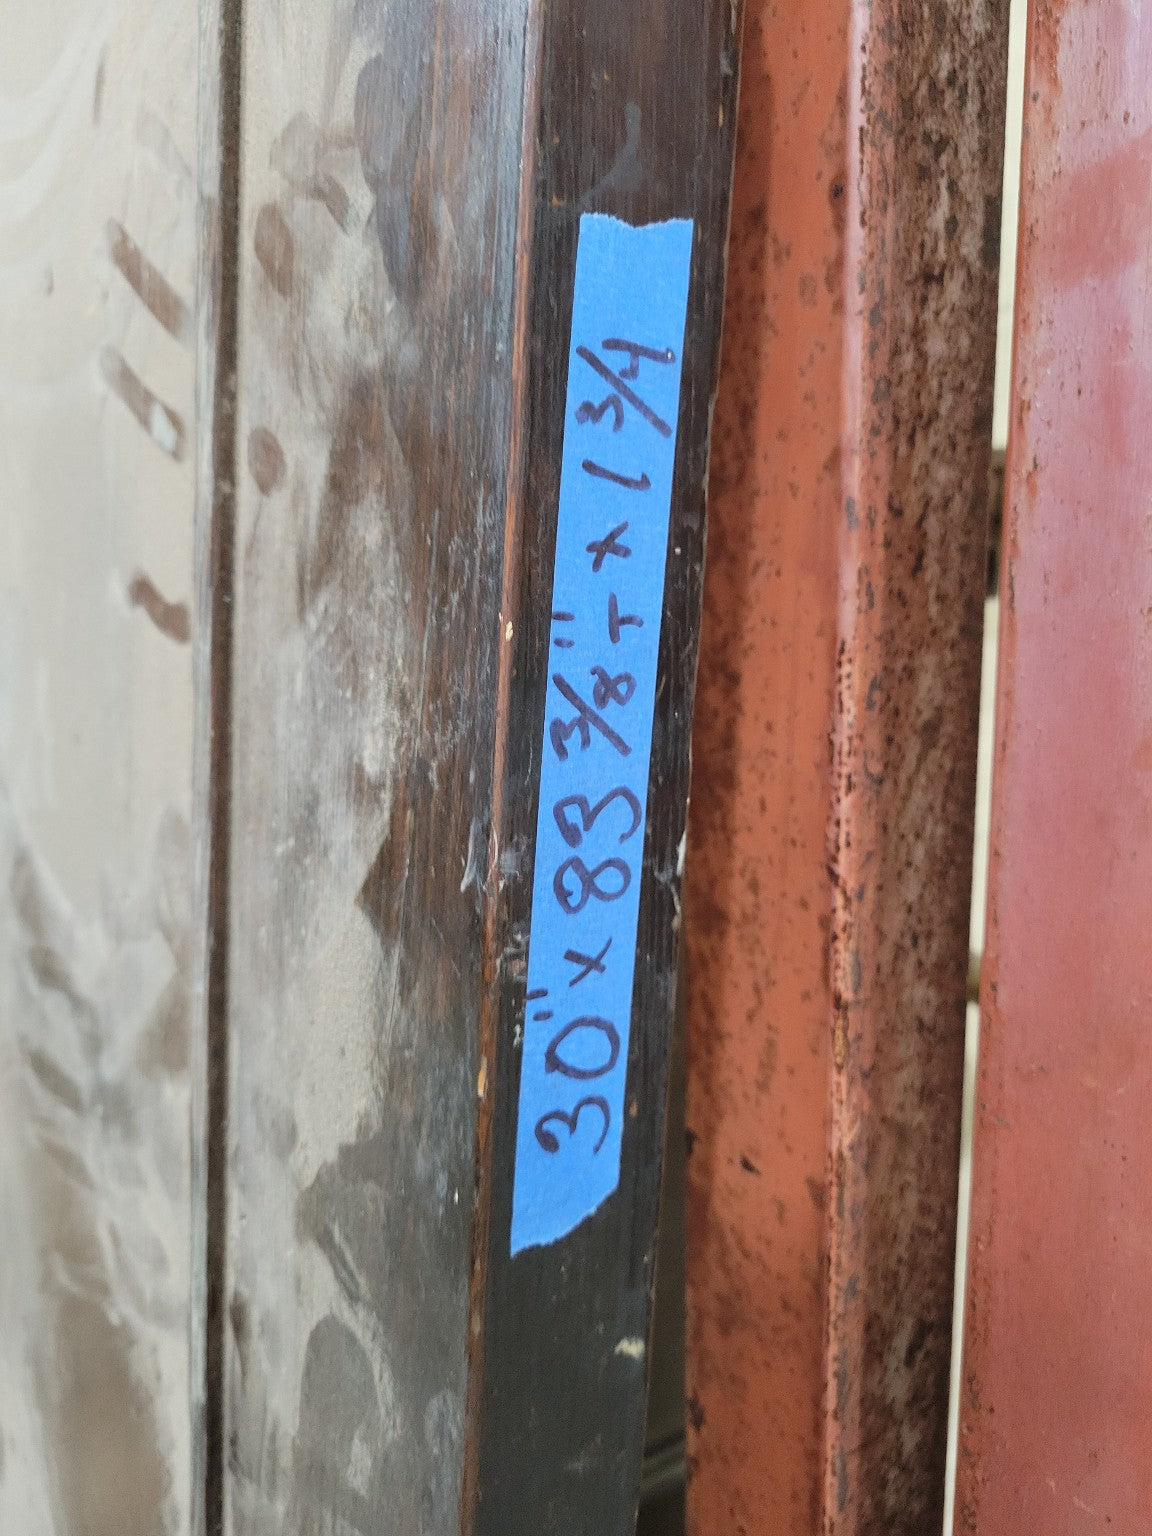 30" x 83 3/8" T x 1 3/4